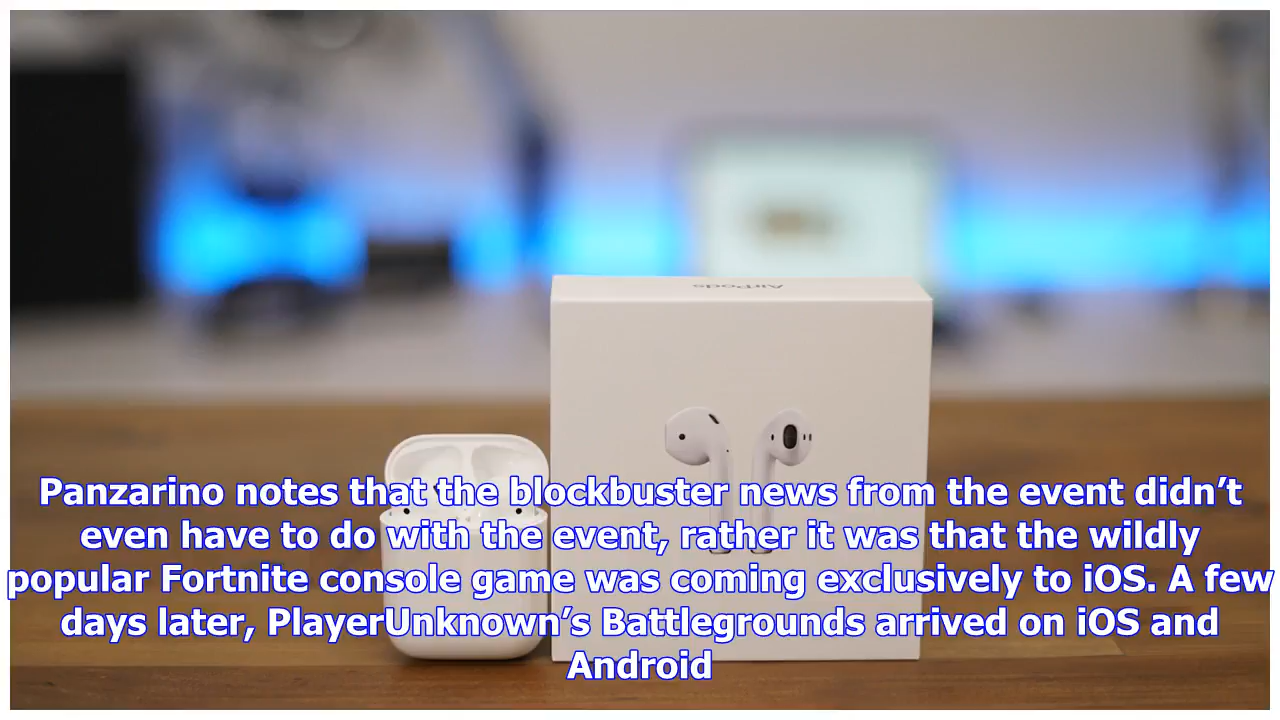 AirPods
Panzarino notes that the blockbuster news from the event didn’t
even have to do with the event, rather it was that the wildly
popular Fortnite console game was coming exclusively to iOS. A few
days later, PlayerUnknown’s Battlegrounds arrived on iOS and
Android